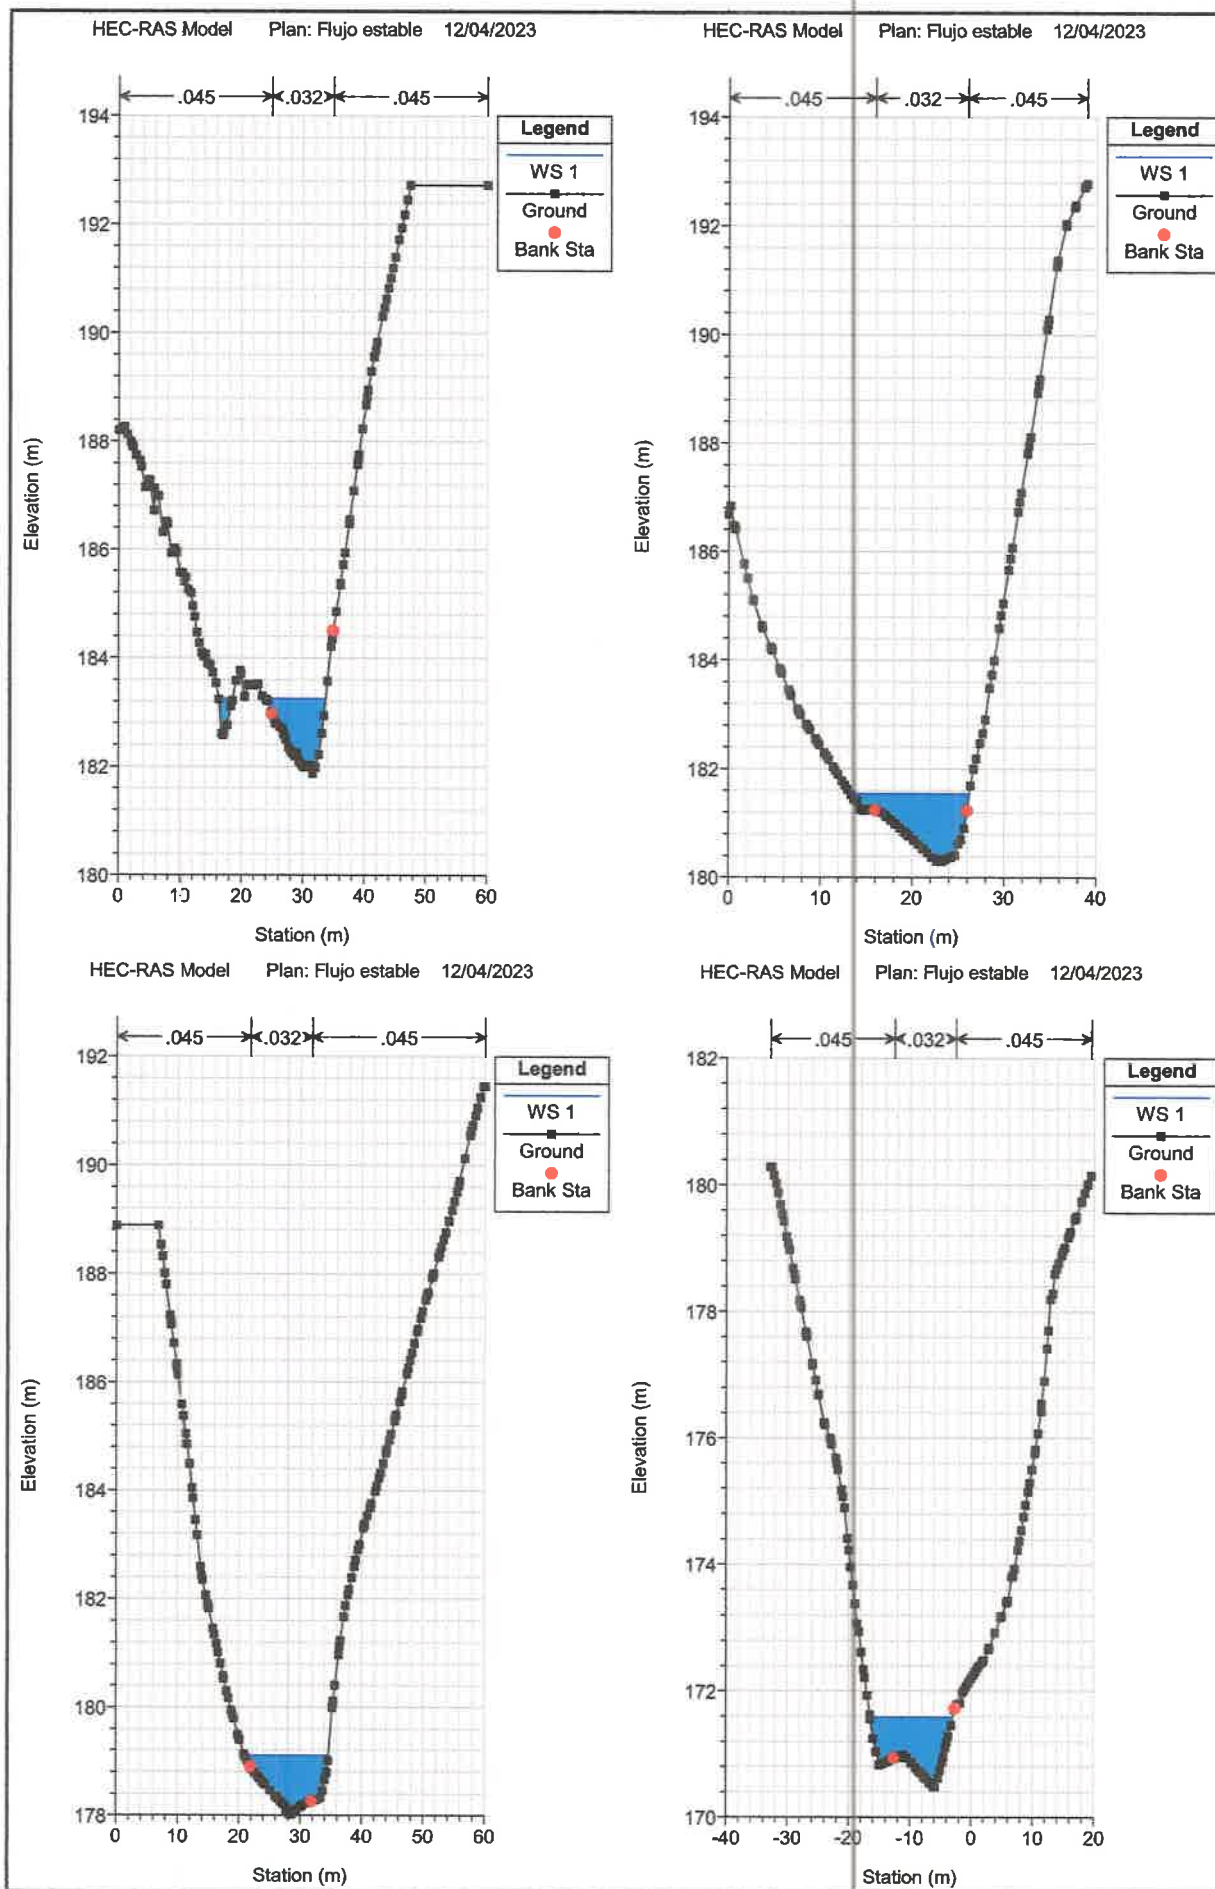 HEC-RAS Model Plan: Flujo estable 12/04/2023
.045 .032 .045
Legend
WS 1
Ground
Bank Sta
194
192
190
188
186
184
182
180
Elevation (m)
0 10 20 30 40 50 60
Station (m)
HEC-RAS Model Plan: Flujo estable 12/04/2023
.045 .032 .045
Legend
WS 1
Ground
Bank Sta
194
192
190
188
186
184
182
180
Elevation (m)
0 10 20 30 40
Station (m)
HEC-RAS Model Plan: Flujo estable 12/04/2023
.045 .032 .045
Legend
WS 1
Ground
Bank Sta
192
190
188
186
184
182
180
178
Elevation (m)
0 10 20 30 40 50 60
Station (m)
HEC-RAS Model Plan: Flujo estable 12/04/2023
.045 .032 .045
Legend
WS 1
Ground
Bank Sta
182
180
178
176
174
172
170
Elevation (m)
-40 -30 -20 -10 0 10 20
Station (m)